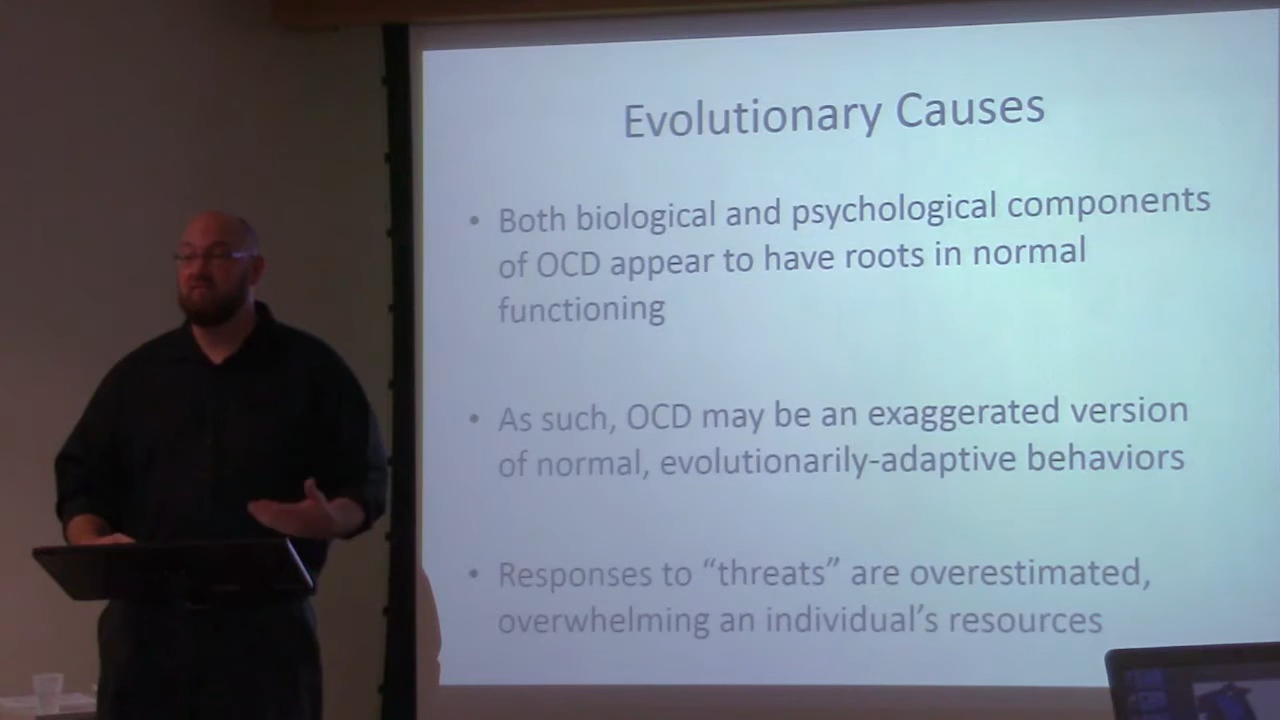 Evolutionary Causes
• Both biological and psychological components
of OCD appear to have roots in normal
functioning
• As such, OCD may be an exaggerated version
of normal, evolutionarily-adaptive behaviors
• Responses to “threats” are overestimated,
overwhelming an individual’s resources